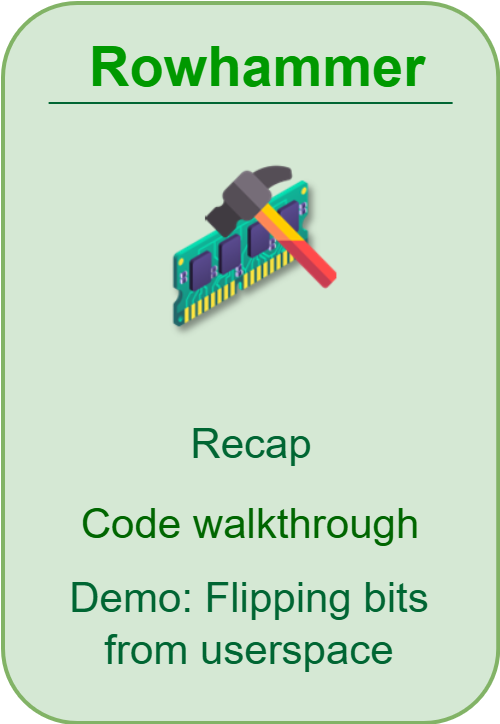 Rowhammer
Recap
Code walkthrough
Demo: Flipping bits
from userspace